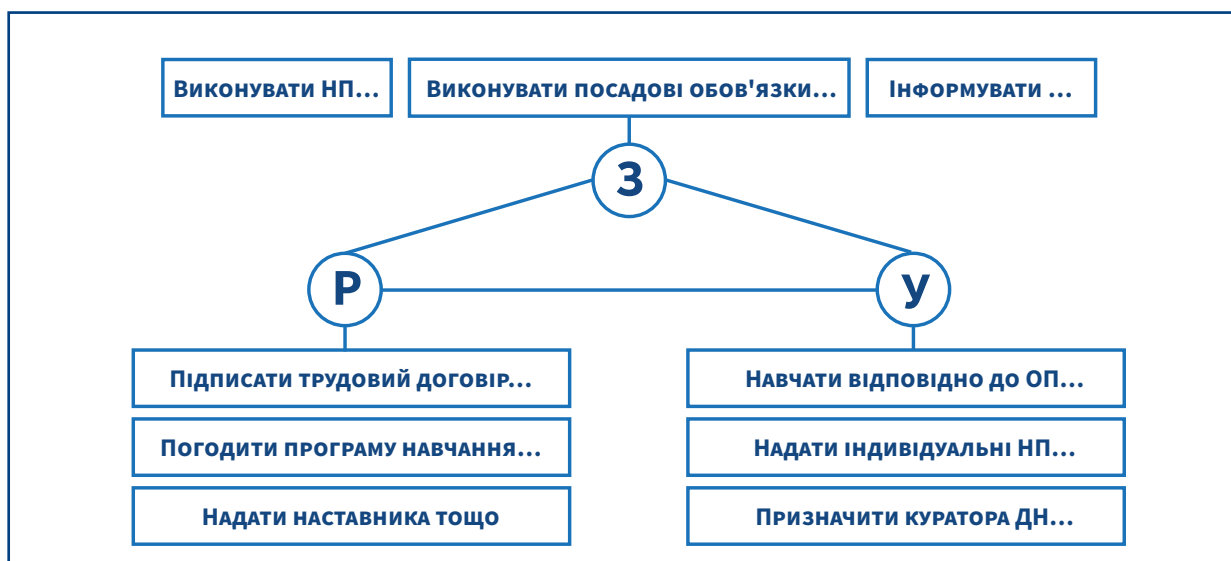 Виконувати НП...
Виконувати посадові обов'язки...
Інформувати ...
З
Р
У
Підписати трудовий договір...
Навчати відповідно до ОП...
Погодити програму навчання...
Надати індивідуальні НП...
Надати наставника тощо
Призначити куратора ДН...